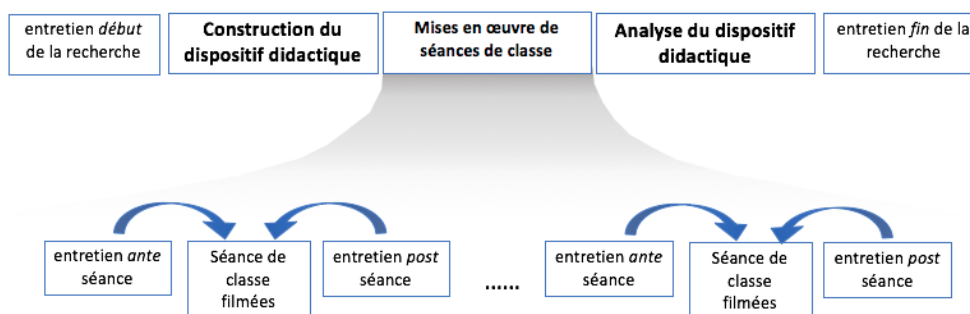 entretien début
de la recherche
Construction du
dispositif didactique
Mises en œuvre de
séances de classe
Analyse du dispositif
didactique
entretien fin de la
recherche
entretien ante
séance
Séance de
classe
filmées
entretien post
séance
......
entretien ante
séance
Séance de
classe
filmées
entretien post
séance